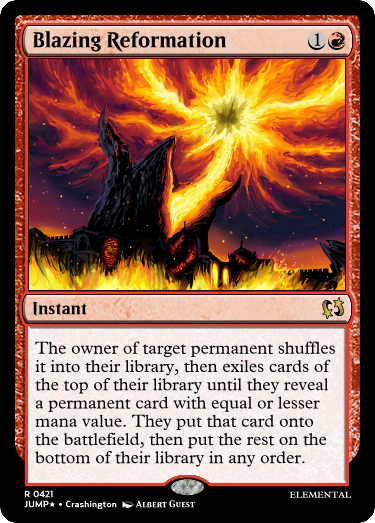 Blazing Reformation 1
Instant
The owner of target permanent shuffles
it into their library, then exiles cards of
the top of their library until they reveal
a permanent card with equal or lesser
mana value. They put that card onto
the battlefield, then put the rest on the
bottom of their library in any order.
R 0421
JUMP★ • Crashington Albert Guest
ELEMENTAL